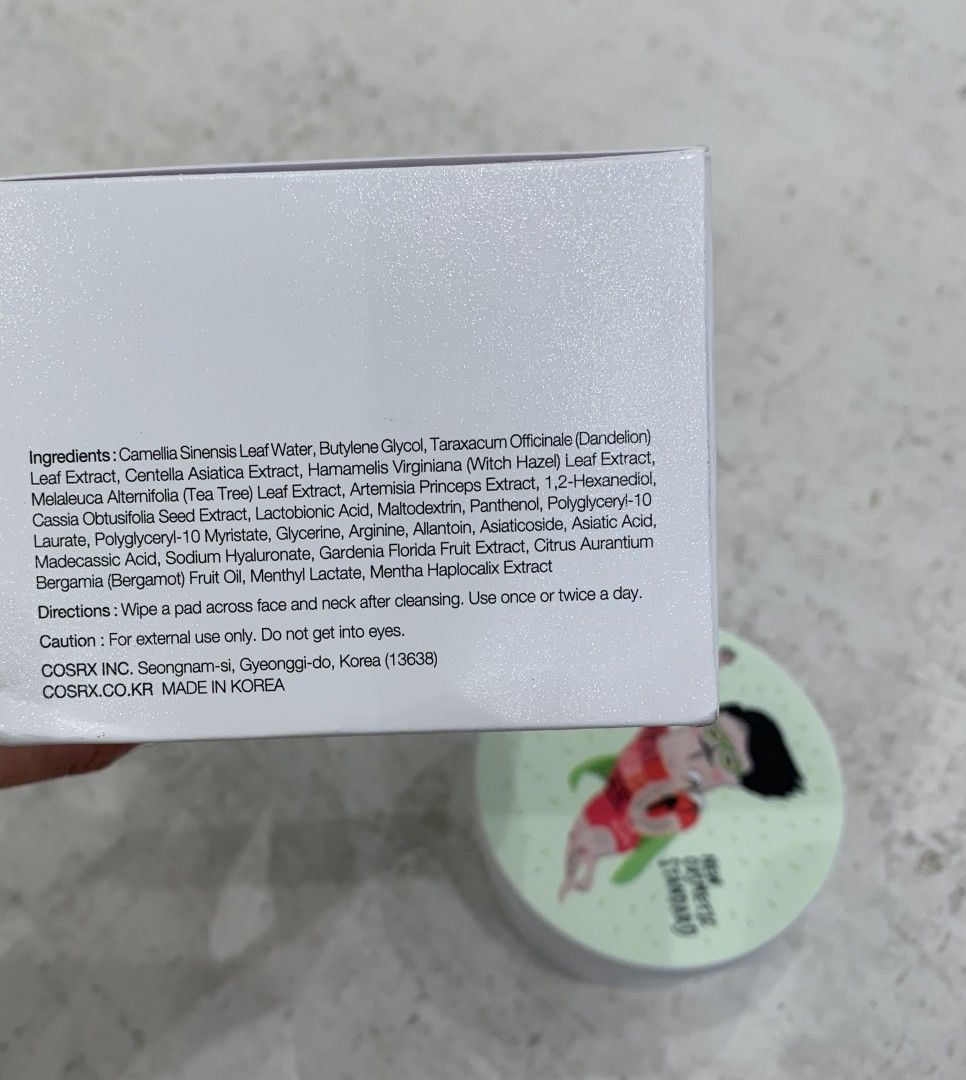 Ingredients : Camellia Sinensis Leaf Water, Butylene Glycol, Taraxacum Officinale (Dandelion)
Leaf Extract, Centella Asiatica Extract, Hamamelis Virginiana (Witch Hazel) Leaf Extract,
Melaleuca Alternifolia (Tea Tree) Leaf Extract, Artemisia Princeps Extract, 1,2-Hexanediol,
Cassia Obtusifolia Seed Extract, Lactobionic Acid, Maltodextrin, Panthenol, Polyglyceryl-10
Laurate, Polyglyceryl-10 Myristate, Glycerine, Arginine, Allantoin, Asiaticoside, Asiatic Acid,
Madecassic Acid, Sodium Hyaluronate, Gardenia Florida Fruit Extract, Citrus Aurantium
Bergamia (Bergamot) Fruit Oil, Menthyl Lactate, Mentha Haplocalix Extract
Directions : Wipe a pad across face and neck after cleansing. Use once or twice a day.
Caution : For external use only. Do not get into eyes.
COSRX INC. Seongnam-si, Gyeonggi-do, Korea (13638)
COSRX.CO.KR MADE IN KOREA
STANDARD